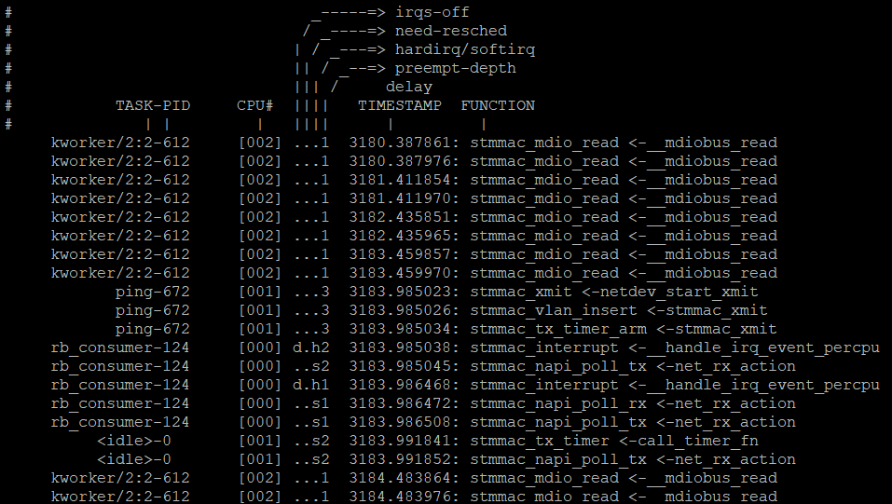 #                                _-----=> irqs-off
#                               / _----=> need-resched
#                              | / _---=> hardirq/softirq
#                              || / _--=> preempt-depth
#                              ||| /     delay
#           TASK-PID     CPU#  ||||   TIMESTAMP  FUNCTION
#              | |         |   ||||      |         |
    kworker/2:2-612     [002] ...1  3180.387861: stmmac_mdio_read <-__mdiobus_read
    kworker/2:2-612     [002] ...1  3180.387976: stmmac_mdio_read <-__mdiobus_read
    kworker/2:2-612     [002] ...1  3181.411854: stmmac_mdio_read <-__mdiobus_read
    kworker/2:2-612     [002] ...1  3181.411970: stmmac_mdio_read <-__mdiobus_read
    kworker/2:2-612     [002] ...1  3182.435851: stmmac_mdio_read <-__mdiobus_read
    kworker/2:2-612     [002] ...1  3182.435965: stmmac_mdio_read <-__mdiobus_read
    kworker/2:2-612     [002] ...1  3183.459857: stmmac_mdio_read <-__mdiobus_read
    kworker/2:2-612     [002] ...1  3183.459970: stmmac_mdio_read <-__mdiobus_read
           ping-672     [001] ...3  3183.985023: stmmac_xmit <-netdev_start_xmit
           ping-672     [001] ...3  3183.985026: stmmac_vlan_insert <-stmmac_xmit
           ping-672     [001] ...3  3183.985034: stmmac_tx_timer_arm <-stmmac_xmit
    rb_consumer-124     [000] d.h2  3183.985038: stmmac_interrupt <-__handle_irq_event_percpu
    rb_consumer-124     [000] ..s2  3183.985045: stmmac_napi_poll_tx <-net_rx_action
    rb_consumer-124     [000] d.h1  3183.986468: stmmac_interrupt <-__handle_irq_event_percpu
    rb_consumer-124     [000] ..s1  3183.986472: stmmac_napi_poll_rx <-net_rx_action
    rb_consumer-124     [000] ..s1  3183.986508: stmmac_napi_poll_tx <-net_rx_action
         <idle>-0       [001] ..s2  3183.991841: stmmac_tx_timer <-call_timer_fn
         <idle>-0       [001] ..s2  3183.991852: stmmac_napi_poll_tx <-net_rx_action
    kworker/2:2-612     [002] ...1  3184.483864: stmmac_mdio_read <-__mdiobus_read
    kworker/2:2-612     [002] ...1  3184.483976: stmmac_mdio_read <-__mdiobus_read